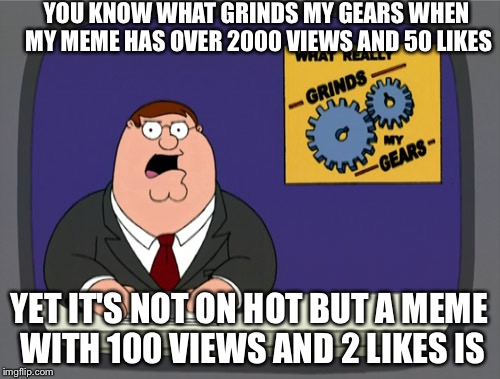 YOU KNOW WHAT GRINDS MY GEARS WHEN
MY MEME HAS OVER 2000 VIEWS AND 50 LIKES
WHAT REALLY
GRINDS
MY
GEARS
YET IT'S NOT ON HOT BUT A MEME
WITH 100 VIEWS AND 2 LIKES IS
imgflip.com